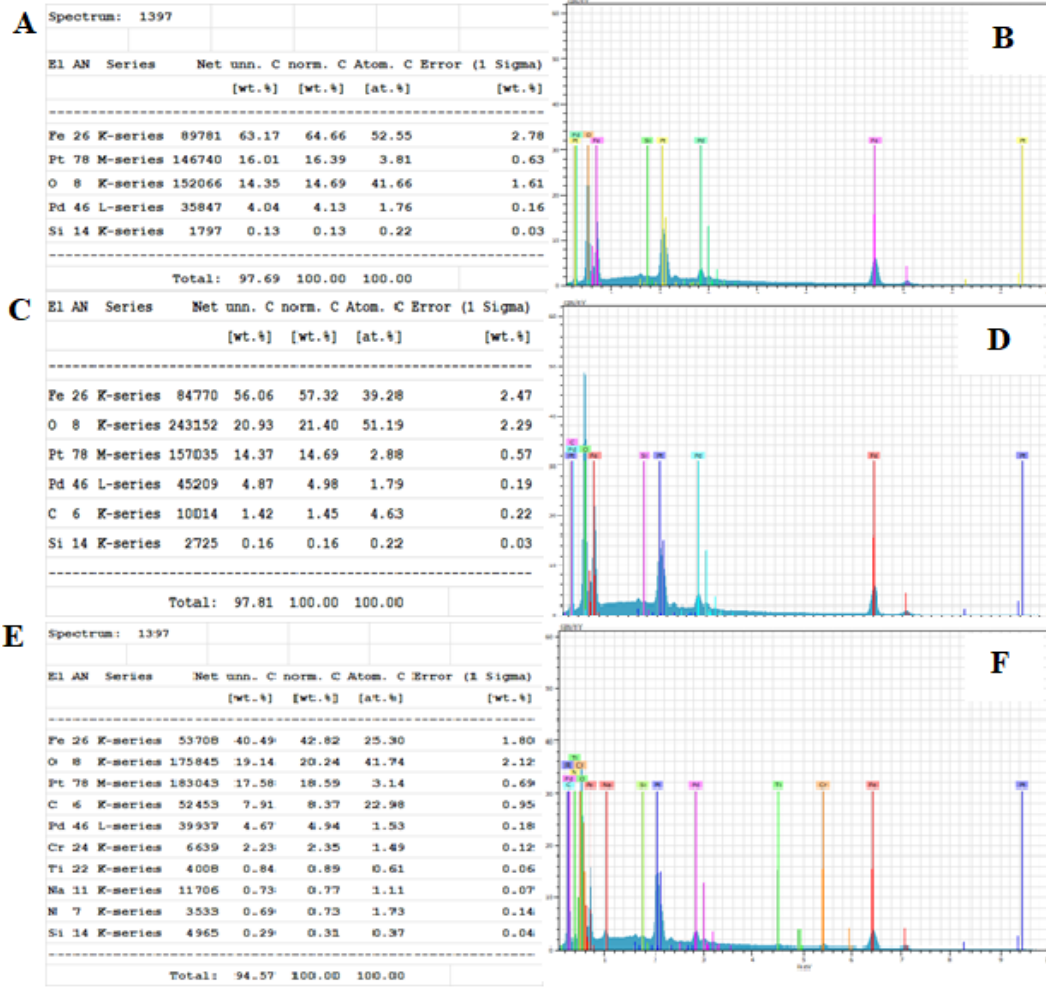 A
Spectrum: 1397
El AN Series Net unn. C norm. C Atom. C Error (1 Sigma)
[wt.%] [wt.%] [at.%] [wt.%]
Fe 26 K-series 89781 63.17 64.66 52.55 2.78
Pt 78 M-series 146740 16.01 16.39 3.81 0.63
O 8 K-series 152066 14.35 14.69 41.66 1.61
Pd 46 L-series 35847 4.04 4.13 1.76 0.16
Si 14 K-series 1797 0.13 0.13 0.22 0.03
Total: 97.69 100.00 100.00
B
C
El AN Series Net unn. C norm. C Atom. C Error (1 Sigma)
[wt.%] [wt.%] [at.%] [wt.%]
Fe 26 K-series 84770 56.06 57.32 39.28 2.47
O 8 K-series 243152 20.93 21.40 51.19 2.29
Pt 78 M-series 157035 14.37 14.69 2.88 0.57
Pd 46 L-series 45209 4.87 4.98 1.79 0.19
C 6 K-series 10014 1.42 1.45 4.63 0.22
Si 14 K-series 2725 0.16 0.16 0.22 0.03
Total: 97.81 100.00 100.00
D
E
Spectrum: 1397
El AN Series Net unn. C norm. C Atom. C Error (1 Sigma)
[wt.%] [wt.%] [at.%] [wt.%]
Fe 26 K-series 53708 40.49 42.82 25.30 1.80
O 8 K-series 175845 19.14 20.24 41.74 2.12
Pt 78 M-series 183043 17.58 18.59 3.14 0.69
C 6 K-series 52453 7.91 8.37 22.98 0.95
Pd 46 L-series 39937 4.67 4.94 1.53 0.18
Cr 24 K-series 6639 2.23 2.35 1.49 0.12
Ti 22 K-series 4008 0.84 0.89 0.61 0.06
Na 11 K-series 11706 0.73 0.77 1.11 0.07
N 7 K-series 3533 0.69 0.73 1.73 0.14
Si 14 K-series 4965 0.29 0.31 0.37 0.04
Total: 94.57 100.00 100.00
F